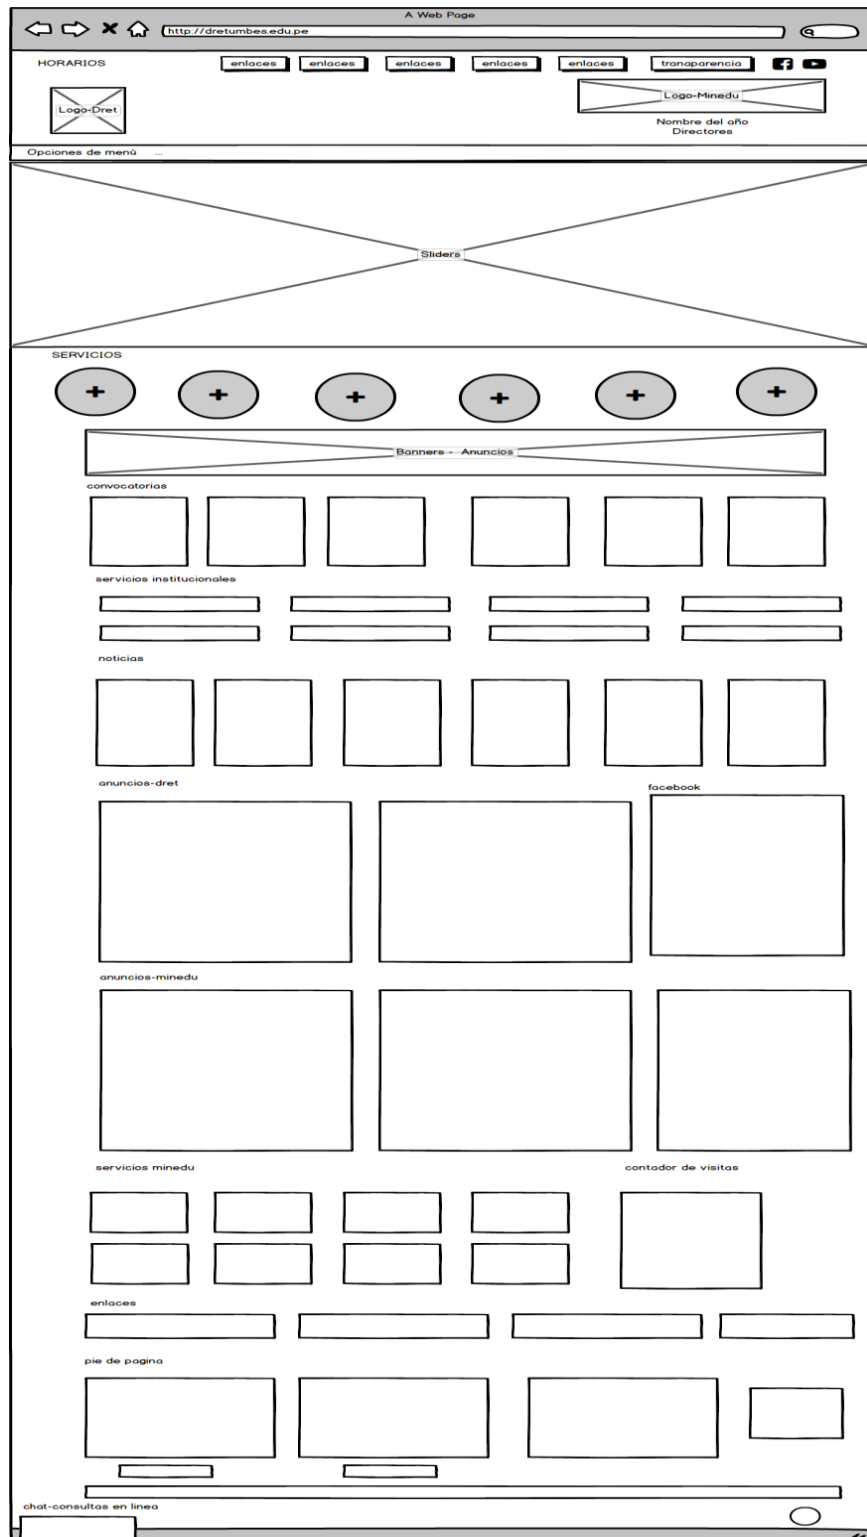 A Web Page
http://dretumbes.edu.pe
HORARIOS
enlaces
enlaces
enlaces
enlaces
enlaces
transparencia
Logo-Dret
Logo-Minedu
Nombre del año
Directores
Opciones de menú ...
Sliders
SERVICIOS
Banners - Anuncios
convocatorias
servicios institucionales
noticias
anuncios-dret
facebook
anuncios-minedu
servicios minedu
contador de visitas
enlaces
pie de pagina
chat-consultas en linea